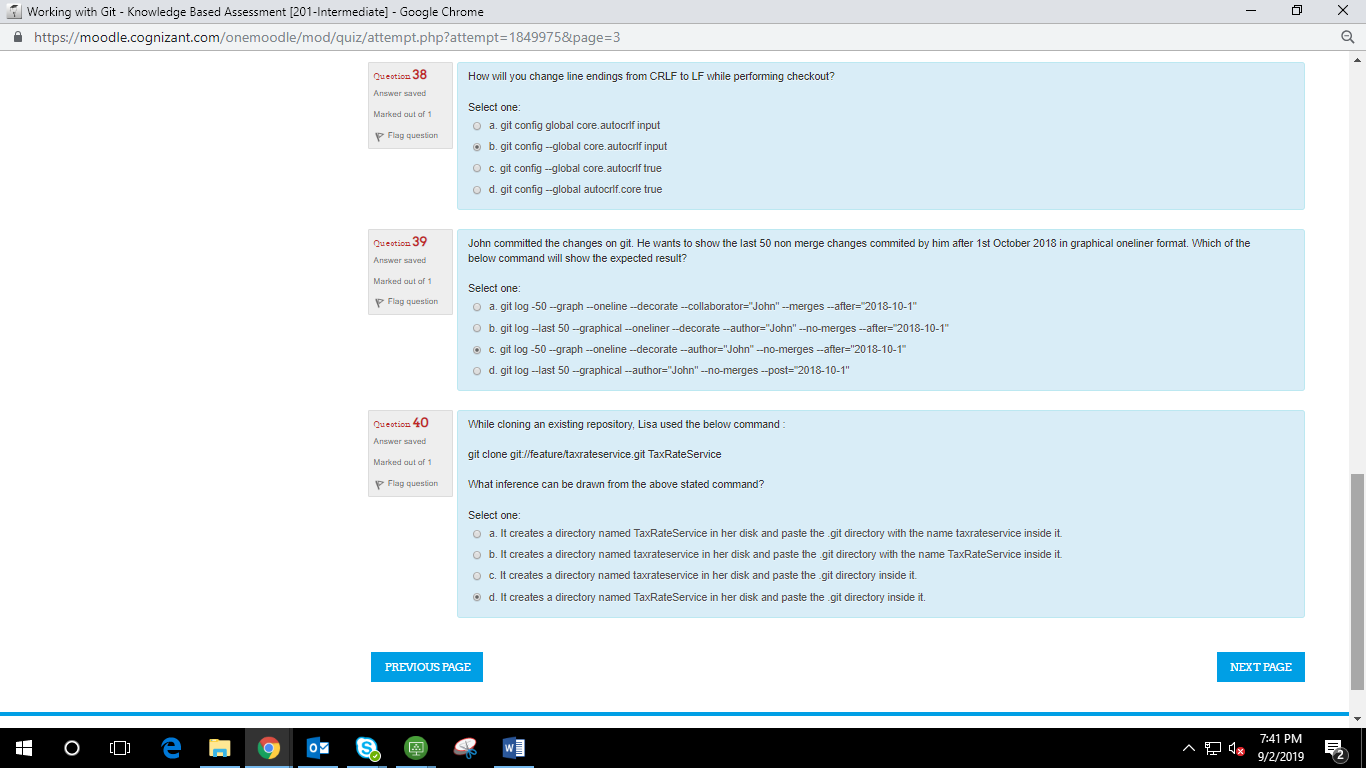 Working with Git - Knowledge Based Assessment [201-Intermediate] - Google Chrome
https://moodle.cognizant.com/onemoodle/mod/quiz/attempt.php?attempt=1849975&page=3
Question 38
Answer saved
Marked out of 1
Flag question
How will you change line endings from CRLF to LF while performing checkout?
Select one:
a. git config global core.autocrlf input
b. git config --global core.autocrlf input
c. git config --global core.autocrlf true
d. git config --global autocrlf.core true
Question 39
Answer saved
Marked out of 1
Flag question
John committed the changes on git. He wants to show the last 50 non merge changes commited by him after 1st October 2018 in graphical oneliner format. Which of the
below command will show the expected result?
Select one:
a. git log -50 --graph --oneline --decorate --collaborator="John" --merges --after="2018-10-1"
b. git log --last 50 --graphical --oneliner --decorate --author="John" --no-merges --after="2018-10-1"
c. git log -50 --graph --oneline --decorate --author="John" --no-merges --after="2018-10-1"
d. git log --last 50 --graphical --author="John" --no-merges --post="2018-10-1"
Question 40
Answer saved
Marked out of 1
Flag question
While cloning an existing repository, Lisa used the below command :
git clone git://feature/taxrateservice.git TaxRateService
What inference can be drawn from the above stated command?
Select one:
a. It creates a directory named TaxRateService in her disk and paste the .git directory with the name taxrateservice inside it.
b. It creates a directory named taxrateservice in her disk and paste the .git directory with the name TaxRateService inside it.
c. It creates a directory named taxrateservice in her disk and paste the .git directory inside it.
d. It creates a directory named TaxRateService in her disk and paste the .git directory inside it.
PREVIOUS PAGE
NEXT PAGE
7:41 PM
9/2/2019
2